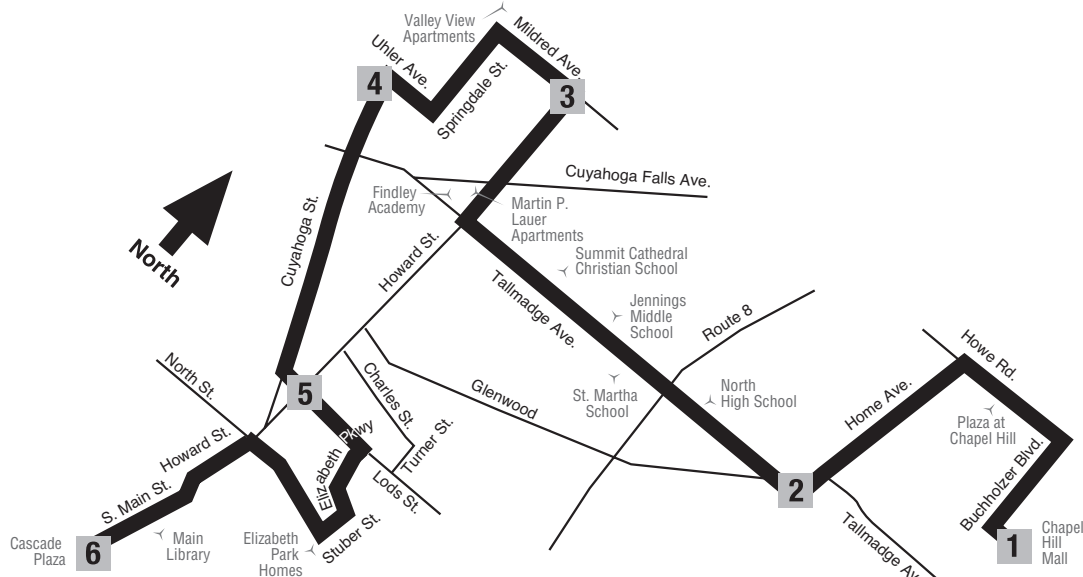 Valley View
Apartments
Mildred Ave.
Uhler Ave.
4
Springdale St.
3
Cuyahoga Falls Ave.
Findley
Academy
Martin P.
Lauer
Apartments
North
Cuyahoga St.
Howard St.
Summit Cathedral
Christian School
Tallmadge Ave.
Jennings
Middle
School
Route 8
North St.
5
Charles St.
Glenwood
St. Martha
School
North
High School
Home Ave.
Howe Rd.
Plaza at
Chapel Hill
Howard St.
Elizabeth Pkwy
Turner St.
Lods St.
2
Buchholzer Blvd.
S. Main St.
Cascade
Plaza
6
Main
Library
Elizabeth
Park
Homes
Stuber St.
Tallmadge Av
1
Chapel
Hill
Mall